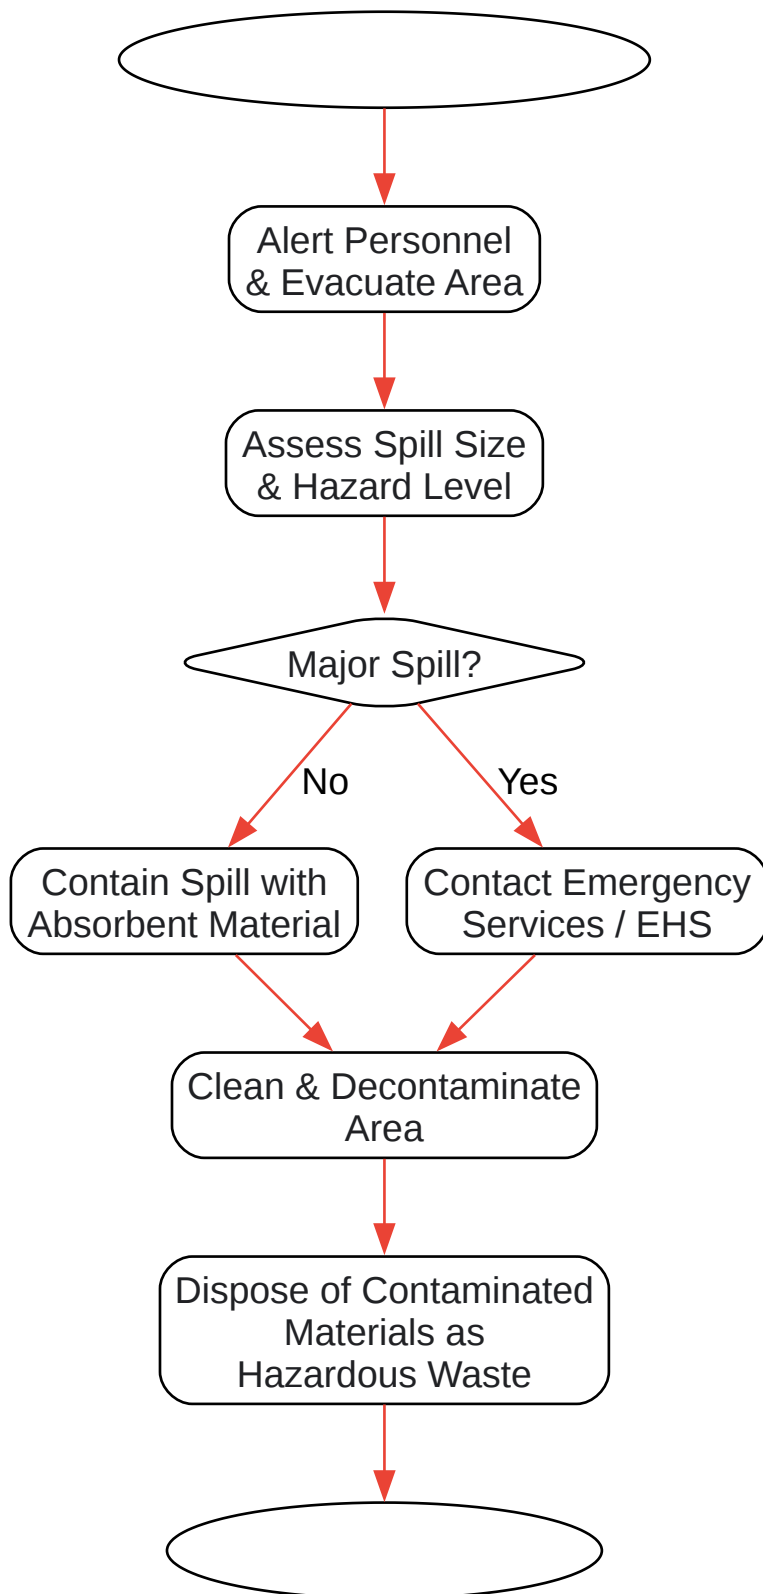 Alert Personnel
& Evacuate Area
Assess Spill Size
& Hazard Level
Major Spill?
No
Yes
Contain Spill with
Absorbent Material
Contact Emergency
Services / EHS
Clean & Decontaminate
Area
Dispose of Contaminated
Materials as
Hazardous Waste